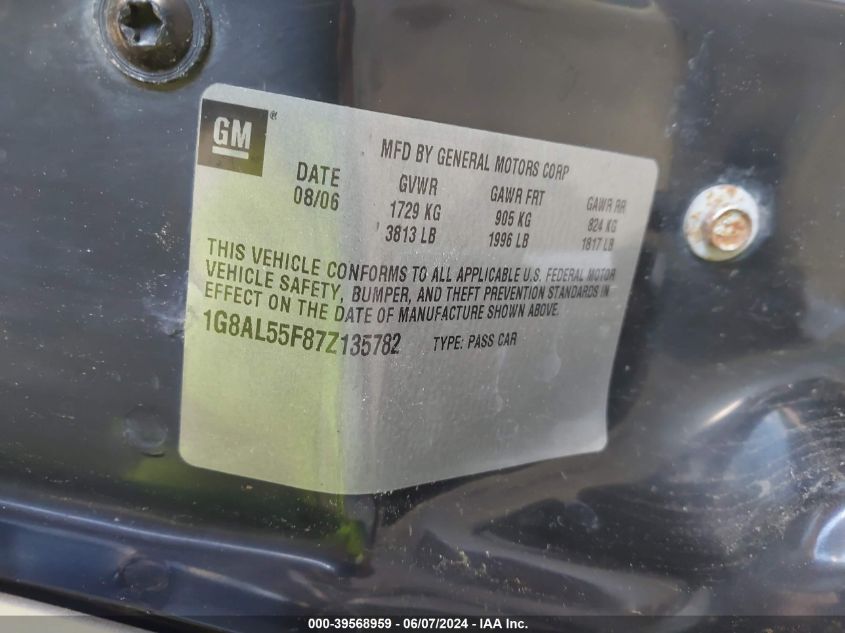 GM®
MFD BY GENERAL MOTORS CORP
DATE GVWR GAWR FRT GAWR RR
08/06 1729 KG 905 KG 824 KG
3813 LB 1996 LB 1817 LB
THIS VEHICLE CONFORMS TO ALL APPLICABLE U.S. FEDERAL MOTOR
VEHICLE SAFETY, BUMPER, AND THEFT PREVENTION STANDARDS IN
EFFECT ON THE DATE OF MANUFACTURE SHOWN ABOVE.
1G8AL55F87Z135782 TYPE: PASS CAR
000-39568959 - 06/07/2024 - IAA Inc.